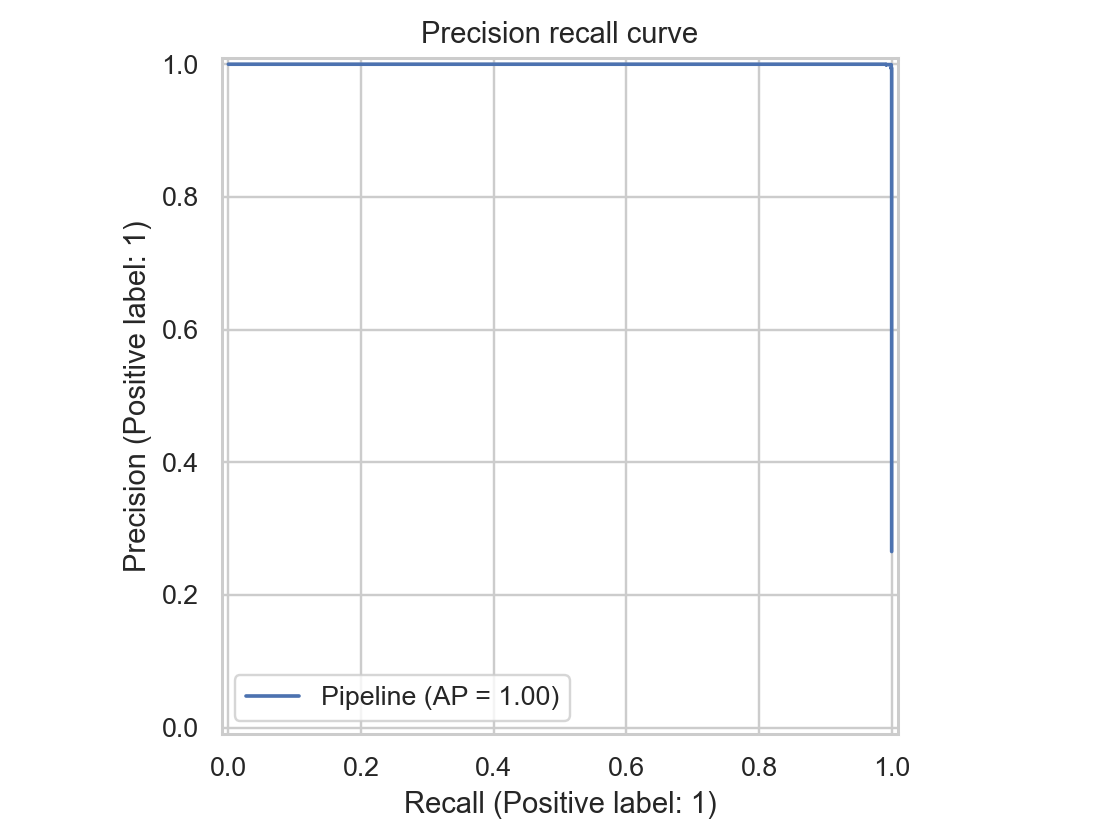 Precision recall curve
1.0
0.8
0.6
0.4
0.2
0.0
Precision (Positive label: 1)
Pipeline (AP = 1.00)
0.0 0.2 0.4 0.6 0.8 1.0
Recall (Positive label: 1)